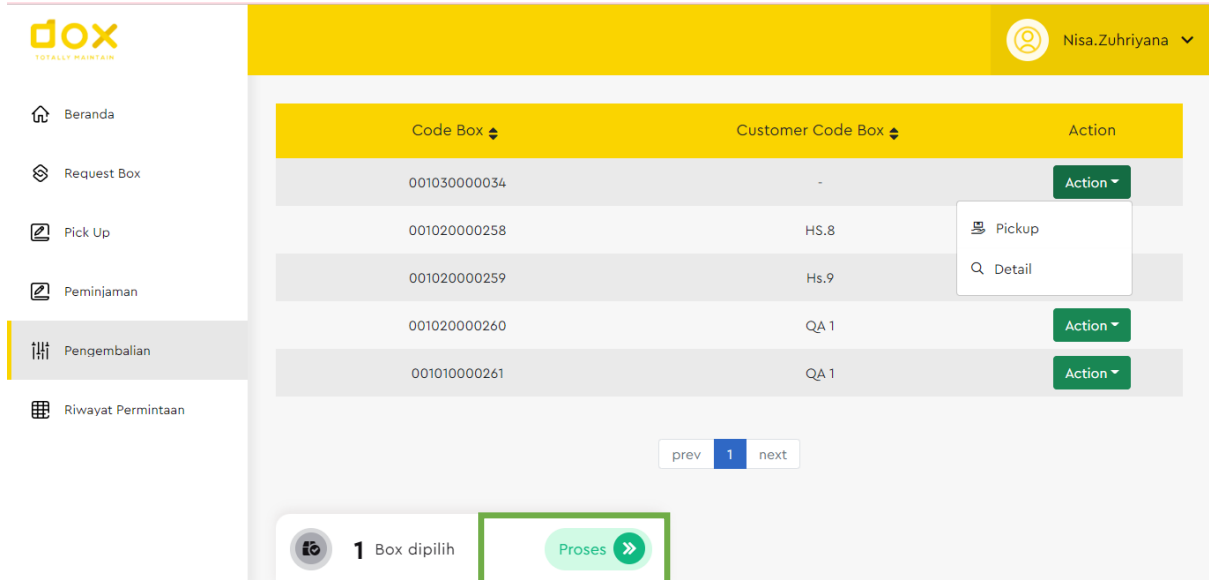 dox
TOTALLY MAINTAIN
Nisa.Zuhriyana
Beranda
Request Box
Pick Up
Peminjaman
Pengembalian
Riwayat Permintaan
Code Box Customer Code Box Action
001030000034 - Action
Pickup
Detail
001020000258 HS.8
001020000259 Hs.9
001020000260 QA 1 Action
001010000261 QA 1 Action
prev 1 next
1 Box dipilih Proses